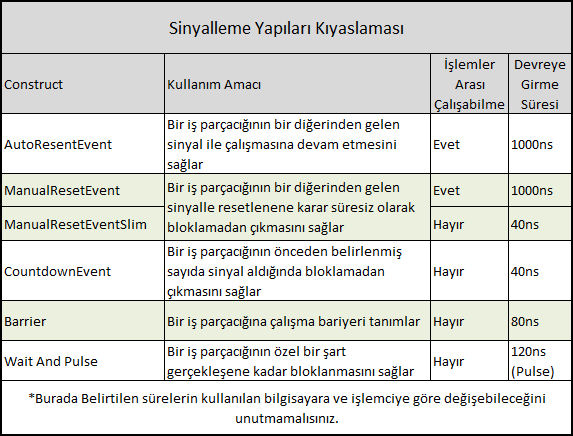 Sinyalleme Yapıları Kıyaslaması
Construct
Kullanım Amacı
İşlemler
Arası
Çalışabilme
Devreye
Girme
Süresi
AutoResentEvent
Bir iş parçacığının bir diğerinden gelen
sinyal ile çalışmasına devam etmesini
sağlar
Evet
1000ns
ManualResetEvent
Bir iş parçacığının bir diğerinden gelen
sinyalle resetlenene karar süresiz olarak
bloklamadan çıkmasını sağlar
Evet
1000ns
ManualResetEventSlim
Hayır
40ns
CountdownEvent
Bir iş parçacığının önceden belirlenmiş
sayıda sinyal aldığında bloklamadan
çıkmasını sağlar
Hayır
40ns
Barrier
Bir iş parçacığına çalışma bariyeri tanımlar
Hayır
80ns
Wait And Pulse
Bir iş parçacığının özel bir şart
gerçekleşene kadar bloklanmasını sağlar
Hayır
120ns
(Pulse)
*Burada Belirtilen sürelerin kullanılan bilgisayara ve işlemciye göre değişebileceğini
unutmamalısınız.